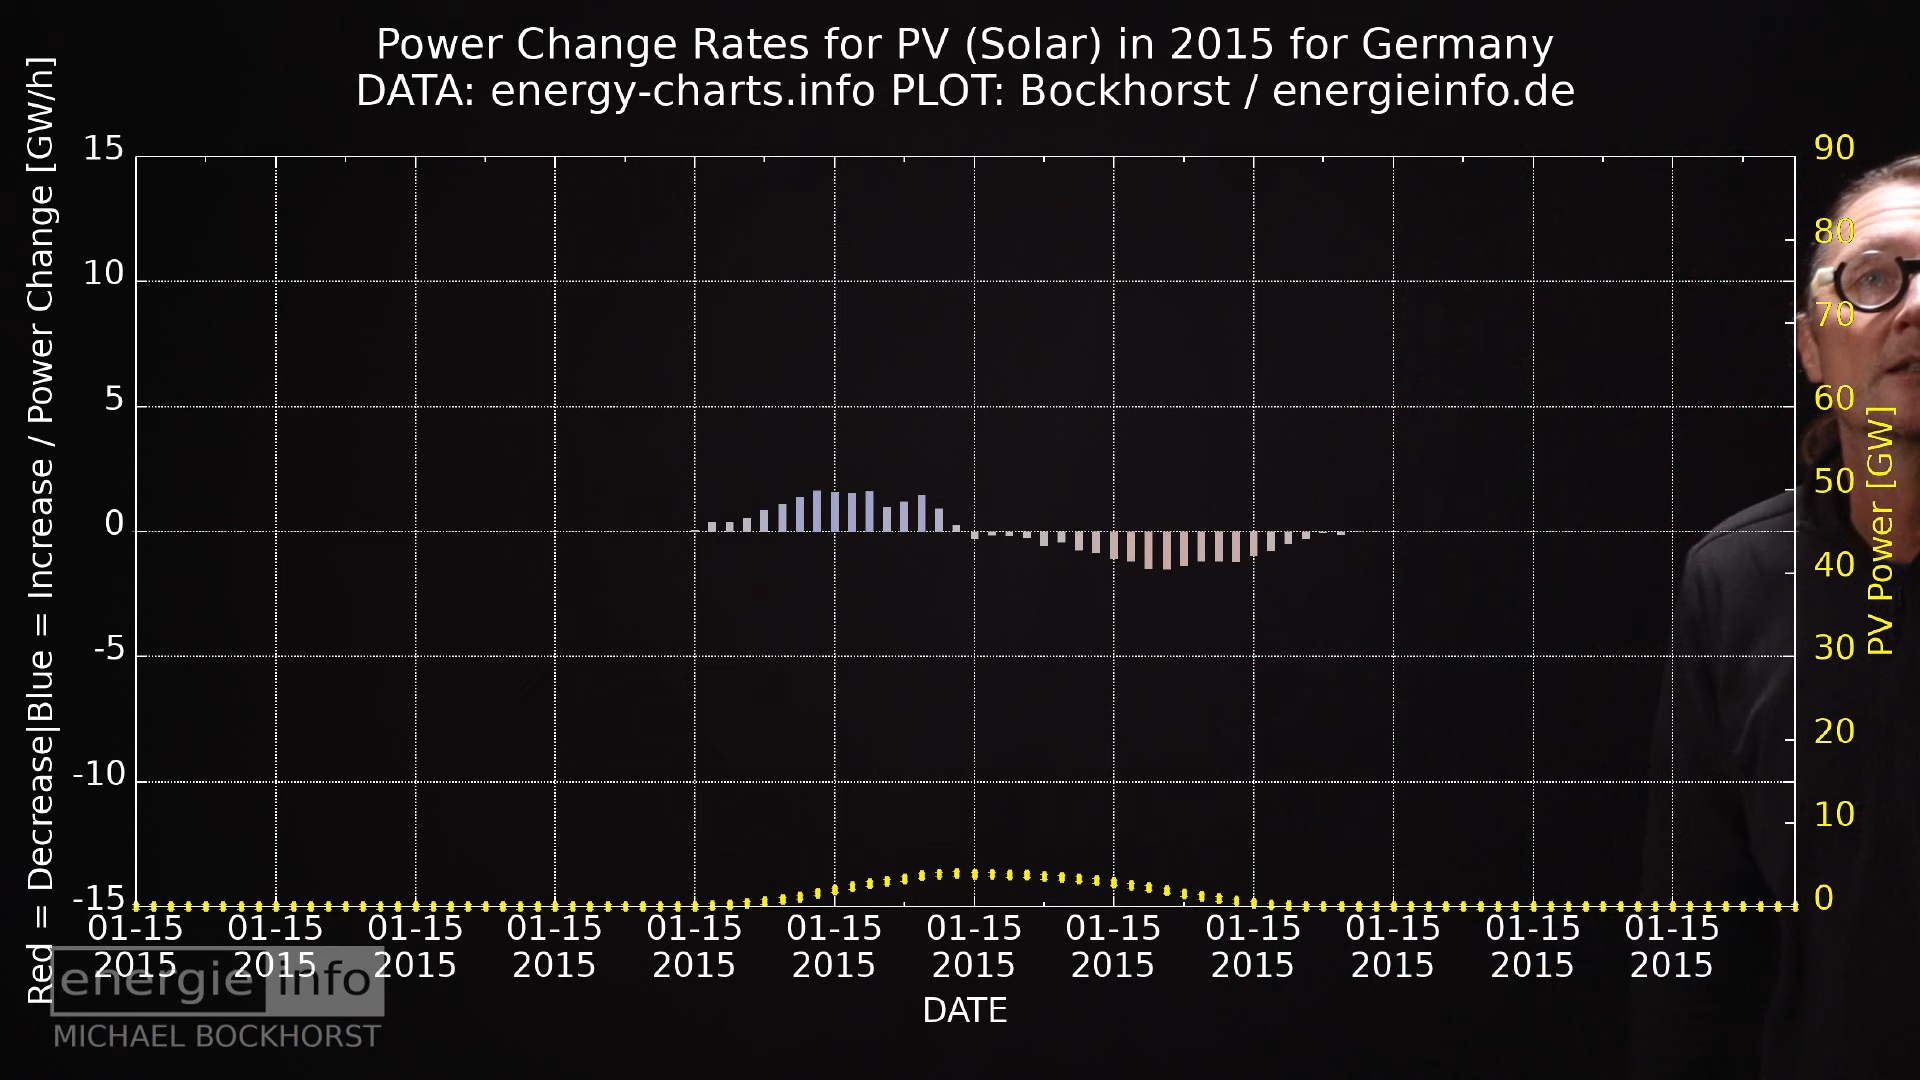 Power Change Rates for PV (Solar) in 2015 for Germany
DATA: energy-charts.info PLOT: Bockhorst / energieinfo.de
Red = Decrease|Blue = Increase / Power Change [GW/h]
15
10
5
0
-5
-10
-15
90
80
70
60
50
40
30
20
10
0
PV Power [GW]
01-15 01-15 01-15 01-15 01-15 01-15 01-15 01-15 01-15 01-15 01-15 01-15
2015 2015 2015 2015 2015 2015 2015 2015 2015 2015 2015 2015
DATE
energie info
MICHAEL BOCKHORST